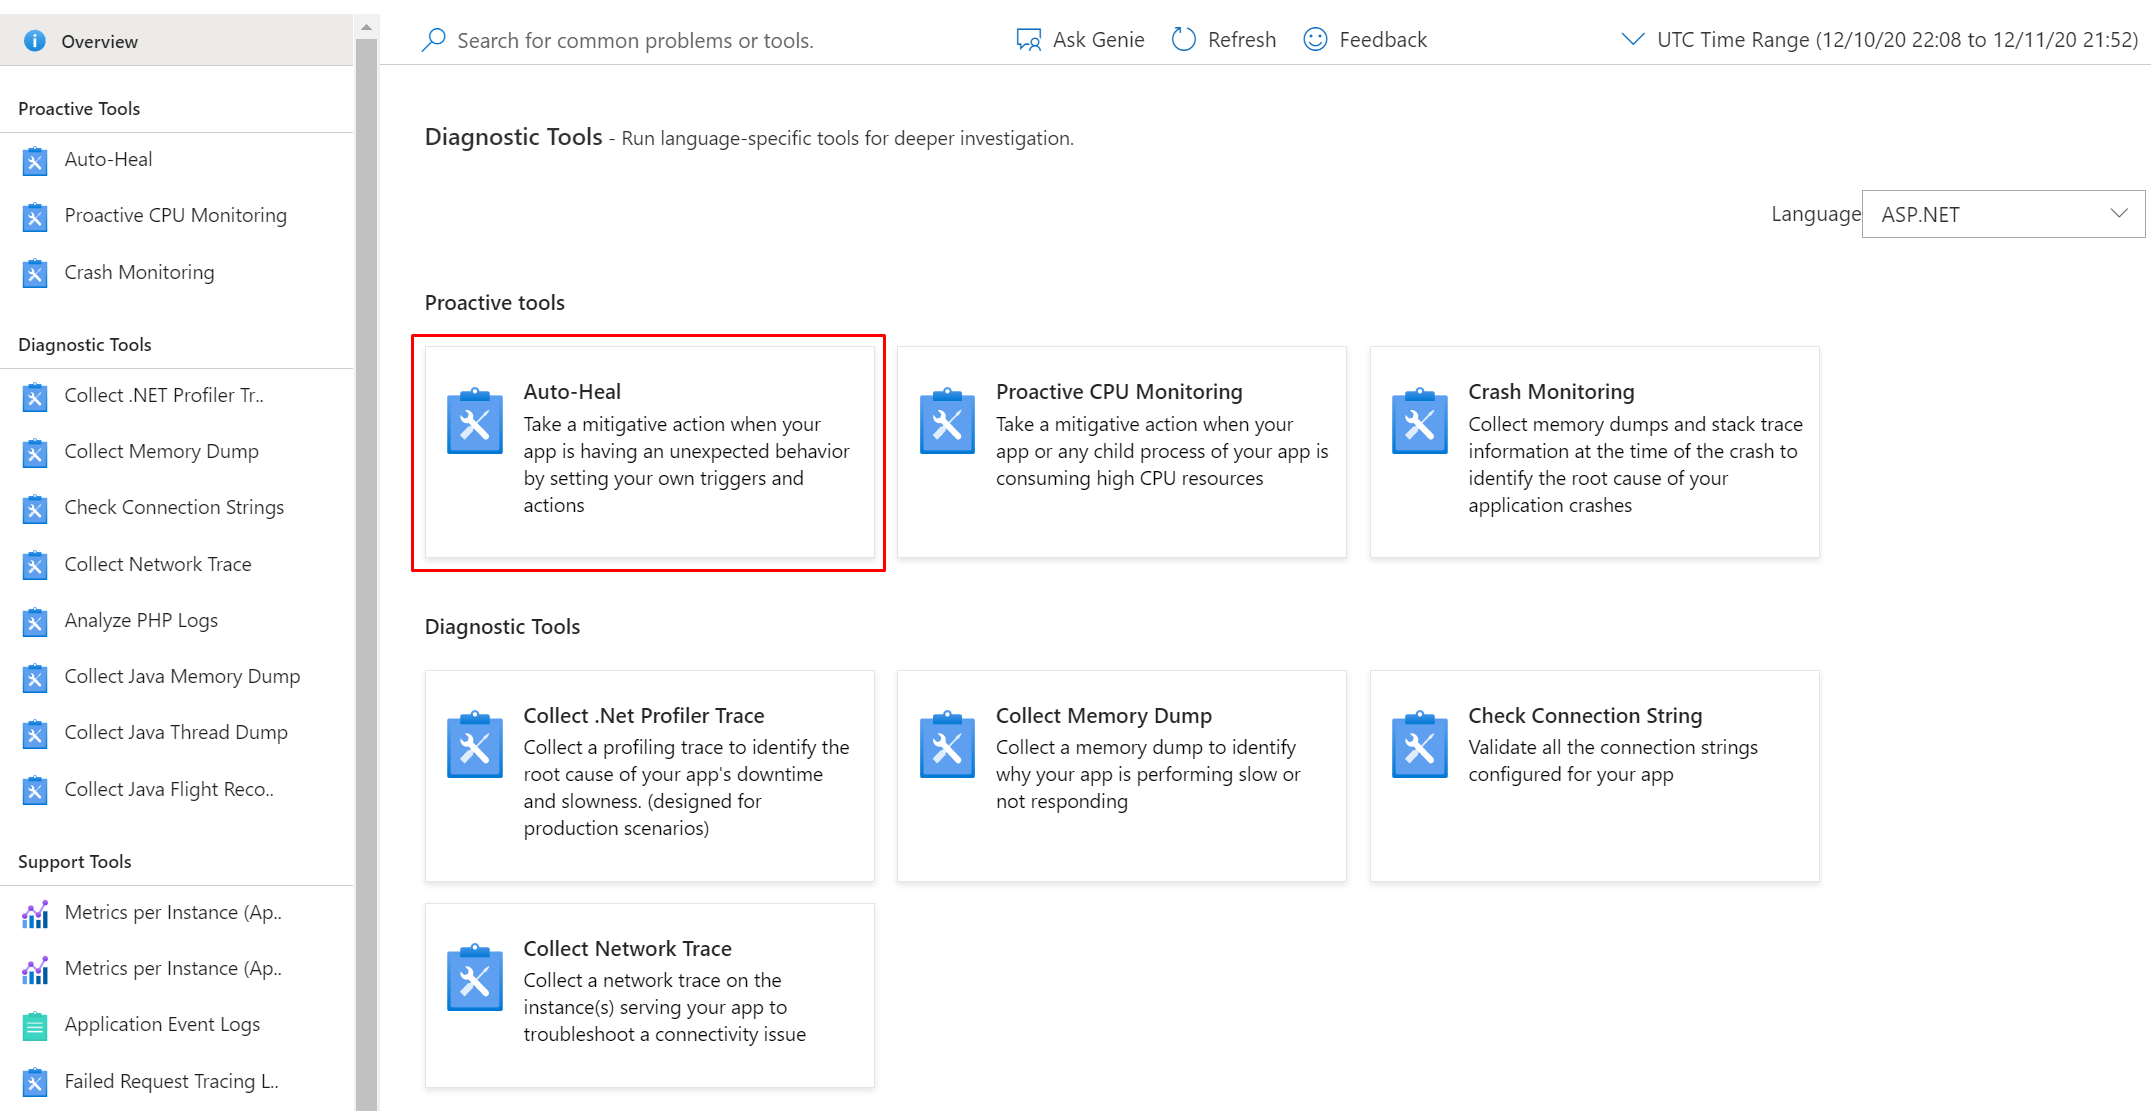 Overview
Proactive Tools
Auto-Heal
Proactive CPU Monitoring
Crash Monitoring
Diagnostic Tools
Collect .NET Profiler Tr..
Collect Memory Dump
Check Connection Strings
Collect Network Trace
Analyze PHP Logs
Collect Java Memory Dump
Collect Java Thread Dump
Collect Java Flight Reco..
Support Tools
Metrics per Instance (Ap..
Metrics per Instance (Ap..
Application Event Logs
Failed Request Tracing L..
Search for common problems or tools.
Ask Genie
Refresh
Feedback
UTC Time Range (12/10/20 22:08 to 12/11/20 21:52)
Diagnostic Tools - Run language-specific tools for deeper investigation.
Language
ASP.NET
Proactive tools
Auto-Heal
Take a mitigative action when your
app is having an unexpected behavior
by setting your own triggers and
actions
Proactive CPU Monitoring
Take a mitigative action when your
app or any child process of your app is
consuming high CPU resources
Crash Monitoring
Collect memory dumps and stack trace
information at the time of the crash to
identify the root cause of your
application crashes
Diagnostic Tools
Collect .Net Profiler Trace
Collect a profiling trace to identify the
root cause of your app's downtime
and slowness. (designed for
production scenarios)
Collect Memory Dump
Collect a memory dump to identify
why your app is performing slow or
not responding
Check Connection String
Validate all the connection strings
configured for your app
Collect Network Trace
Collect a network trace on the
instance(s) serving your app to
troubleshoot a connectivity issue